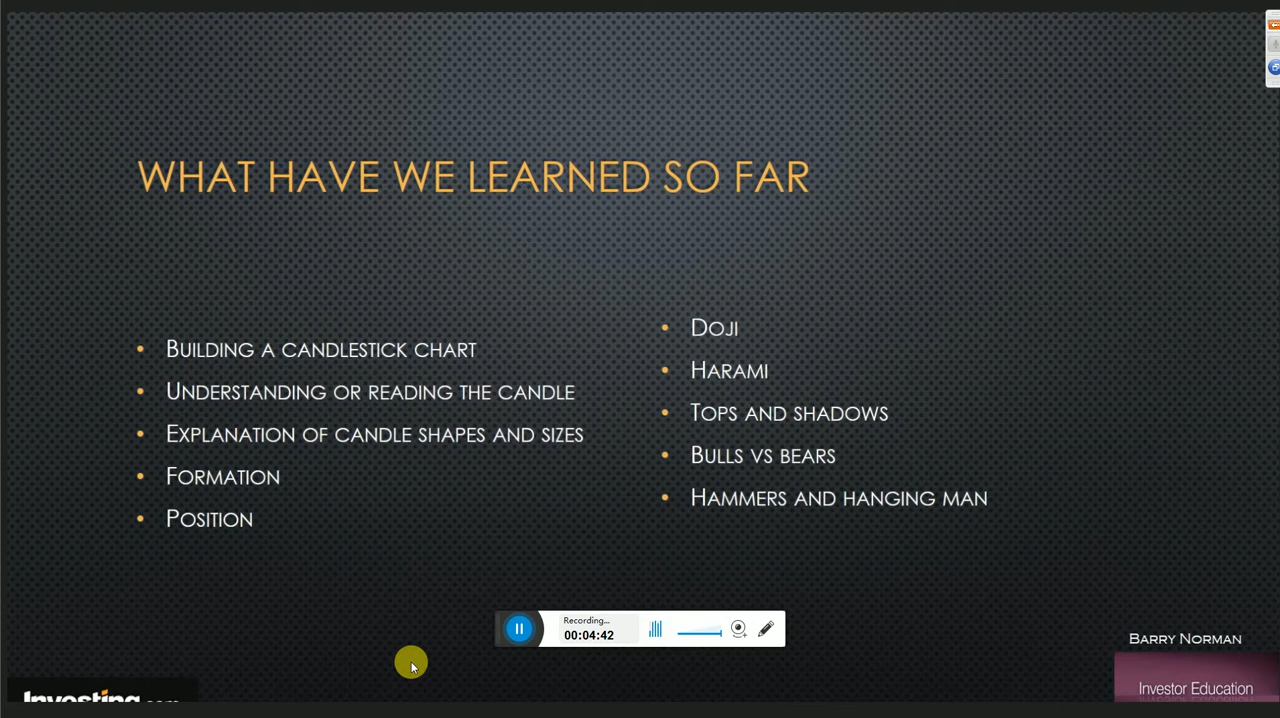 WHAT HAVE WE LEARNED SO FAR
BUILDING A CANDLESTICK CHART
UNDERSTANDING OR READING THE CANDLE
EXPLANATION OF CANDLE SHAPES AND SIZES
FORMATION
POSITION
DOJI
HARAMI
TOPS AND SHADOWS
BULLS VS BEARS
HAMMERS AND HANGING MAN
Recording...
00:04:42
BARRY NORMAN
Investor Education
Investing.com